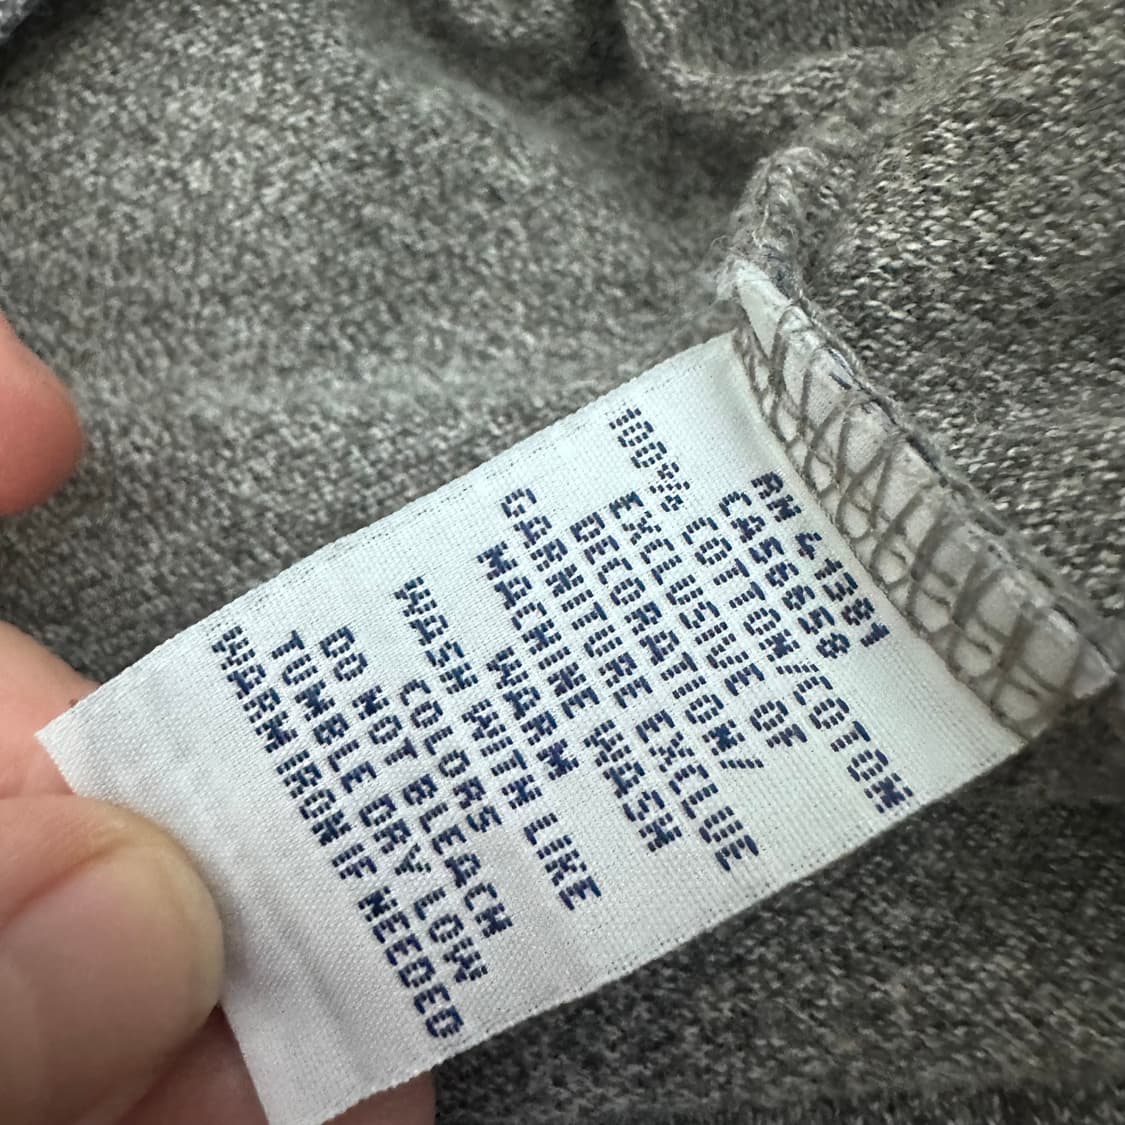 RN 41381
CA56658
100% COTTON/COTON
EXCLUSIVE OF
DECORATION/
GARNITURE EXCLUE
MACHINE WASH
WARM
WASH WITH LIKE
COLORS
DO NOT BLEACH
TUMBLE DRY LOW
WARM IRON IF NEEDED